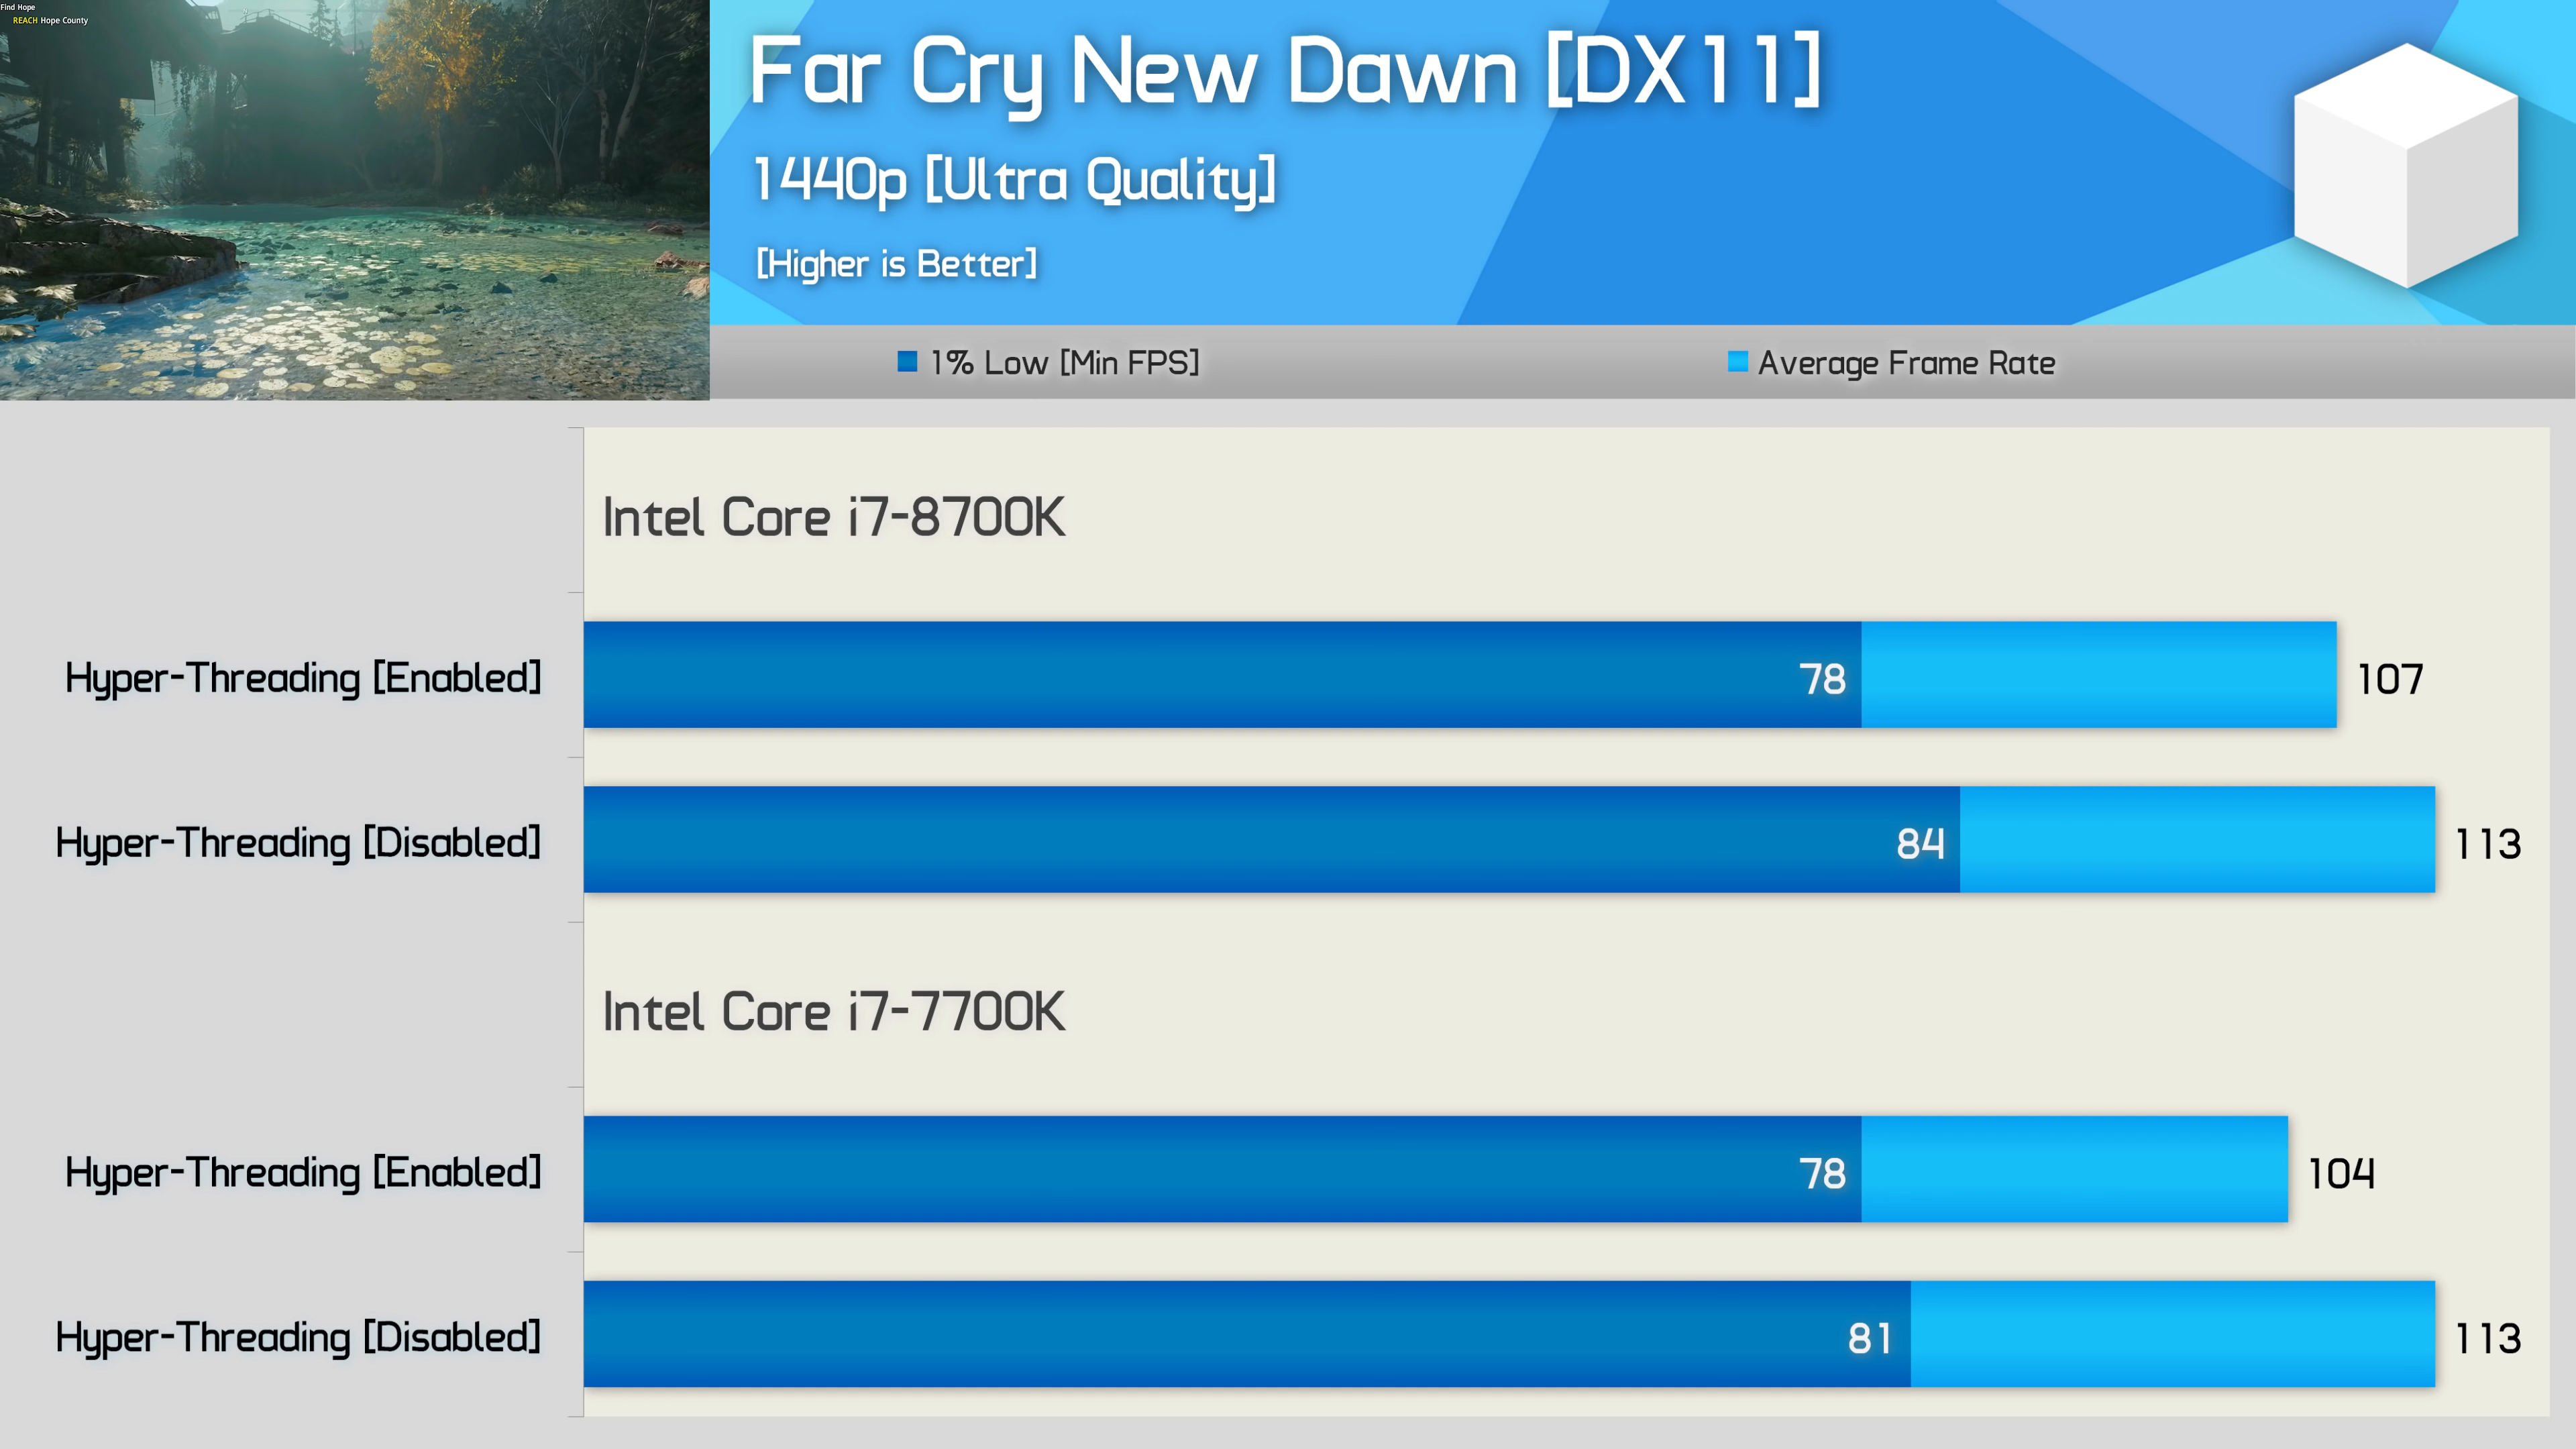 Find Hope
REACH Hope County
Far Cry New Dawn [DX11]
1440p [Ultra Quality]
[Higher is Better]
1% Low [Min FPS]
Average Frame Rate
Intel Core i7-8700K
Hyper-Threading [Enabled]
78
107
Hyper-Threading [Disabled]
84
113
Intel Core i7-7700K
Hyper-Threading [Enabled]
78
104
Hyper-Threading [Disabled]
81
113